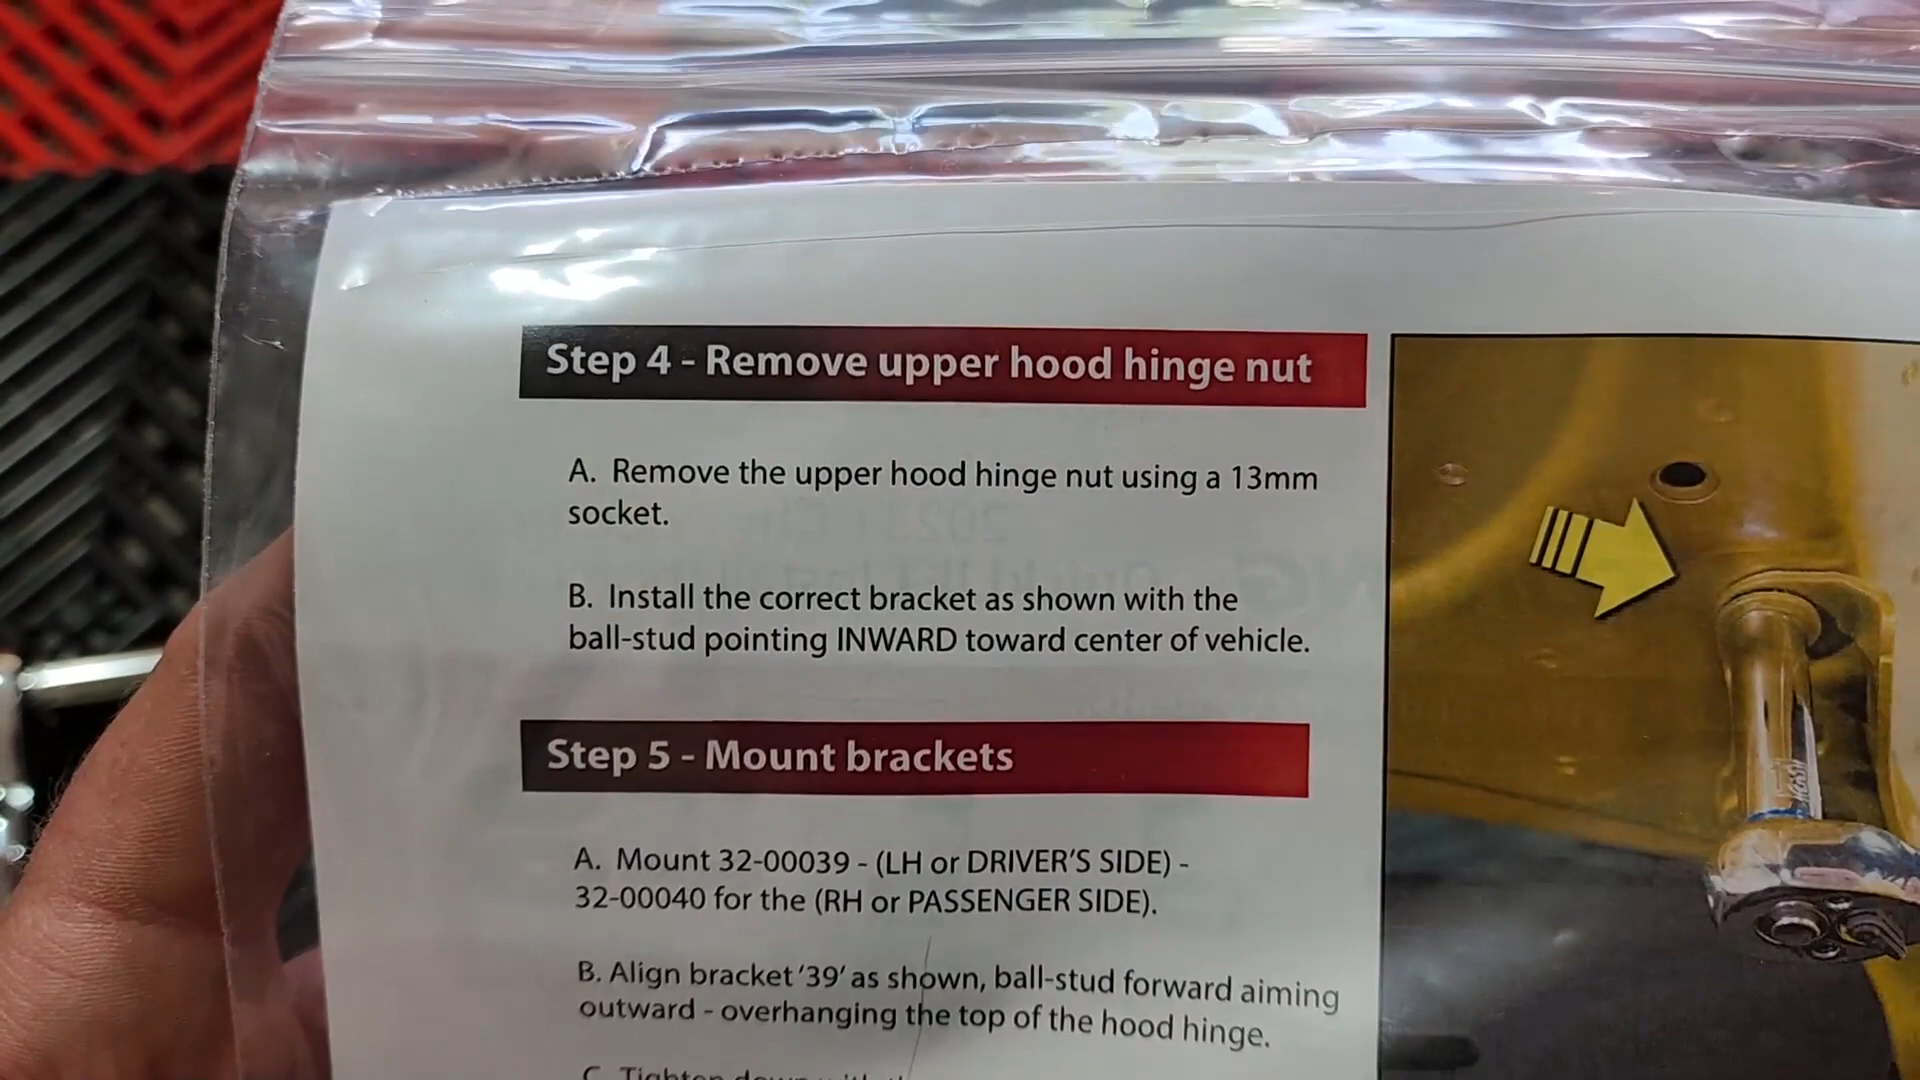 Step 4 - Remove upper hood hinge nut
A. Remove the upper hood hinge nut using a 13mm
socket.
B. Install the correct bracket as shown with the
ball-stud pointing INWARD toward center of vehicle.
Step 5 - Mount brackets
A. Mount 32-00039 - (LH or DRIVER'S SIDE) -
32-00040 for the (RH or PASSENGER SIDE).
B. Align bracket '39' as shown, ball-stud forward aiming
outward - overhanging the top of the hood hinge.
C. Tighten down